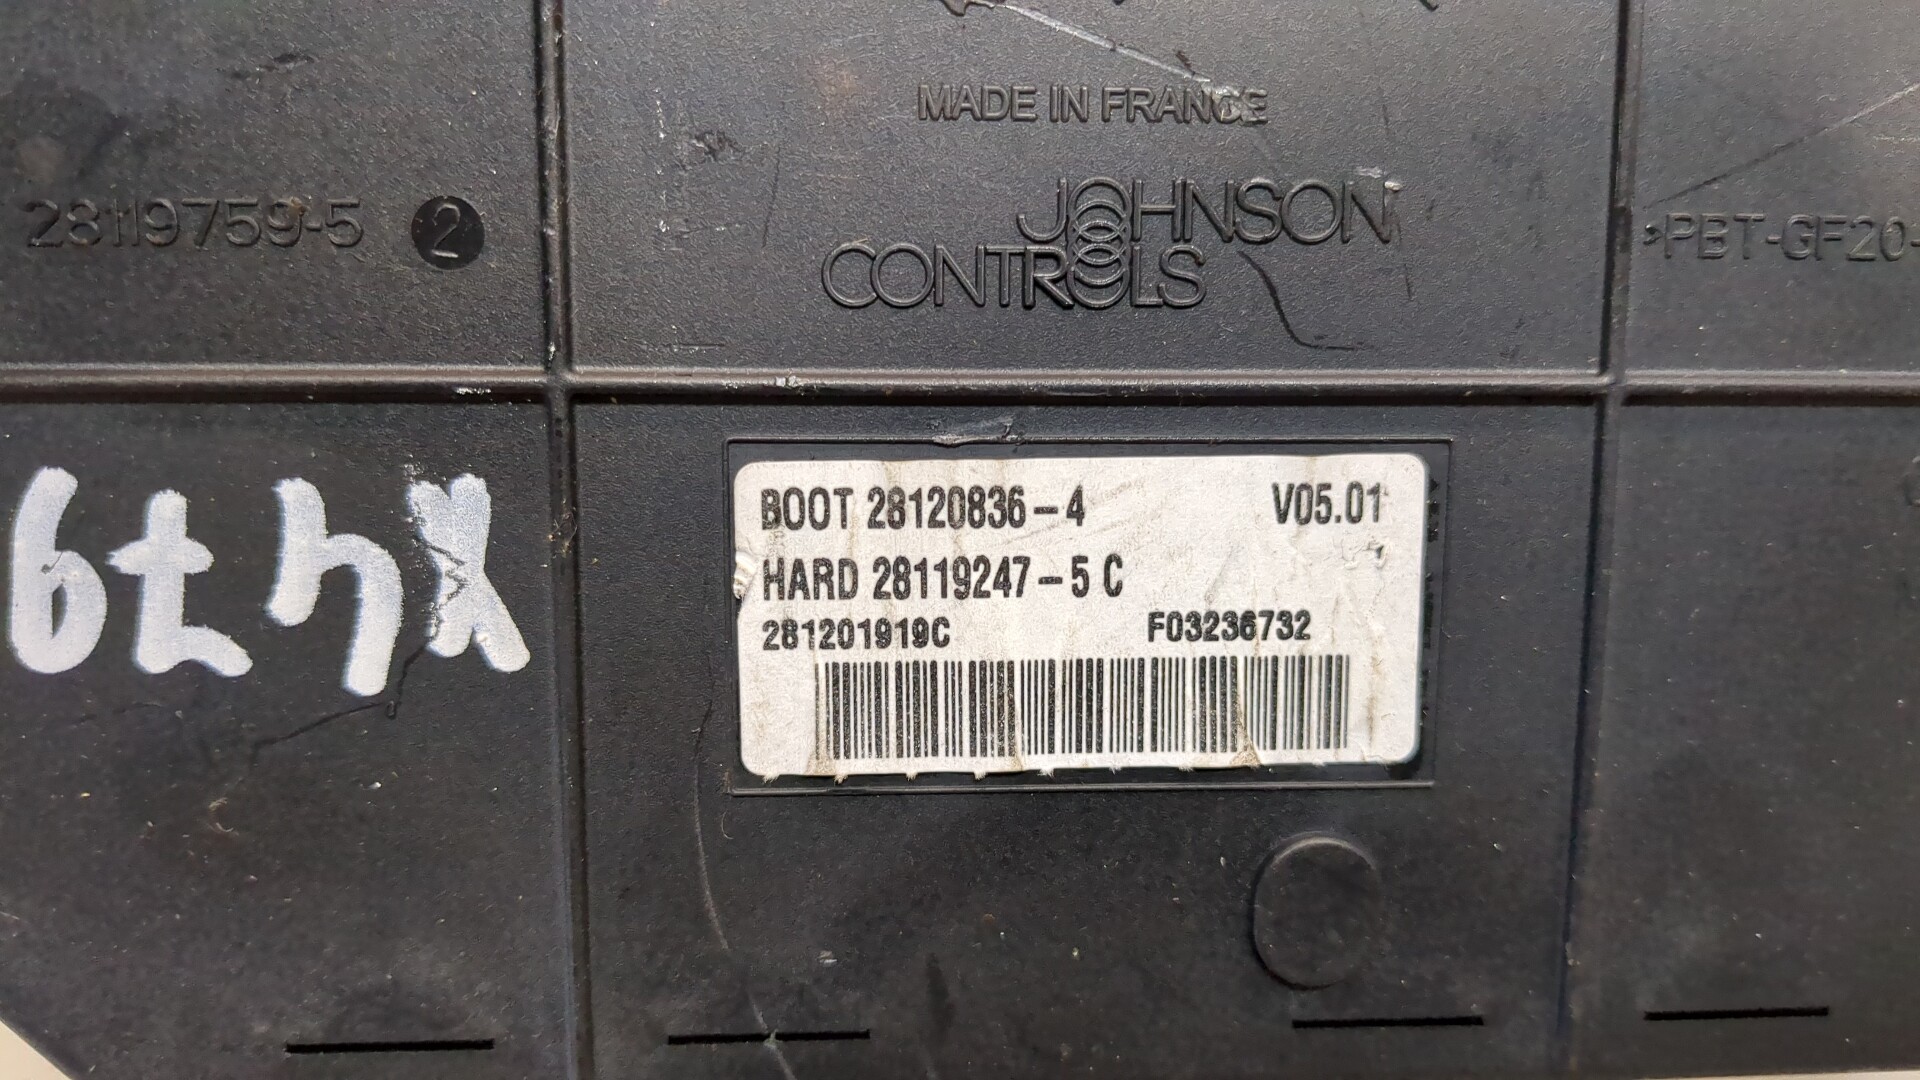 MADE IN FRANCE
28119759-5 2
JOHNSON
CONTROLS
>PBT-GF20-
BOOT 28120836-4 V05.01
HARD 28119247-5 C
281201919C F03236732